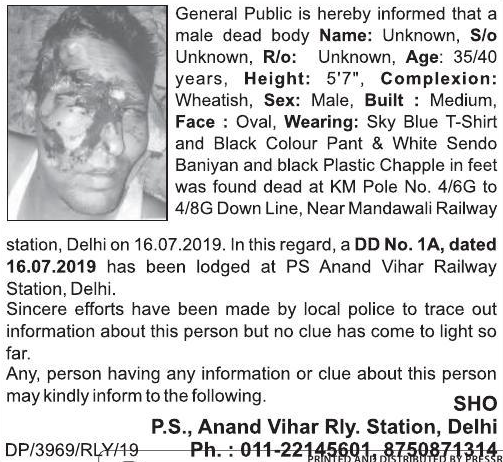 General Public is hereby informed that a
male dead body Name: Unknown, S/o
Unknown, R/o: Unknown, Age: 35/40
years, Height: 5'7", Complexion:
Wheatish, Sex: Male, Built : Medium,
Face : Oval, Wearing: Sky Blue T-Shirt
and Black Colour Pant & White Sendo
Baniyan and black Plastic Chapple in feet
was found dead at KM Pole No. 4/6G to
4/8G Down Line, Near Mandawali Railway
station, Delhi on 16.07.2019. In this regard, a DD No. 1A, dated
16.07.2019 has been lodged at PS Anand Vihar Railway
Station, Delhi.
Sincere efforts have been made by local police to trace out
information about this person but no clue has come to light so
far.
Any, person having any information or clue about this person
may kindly inform to the following.
SHO
P.S., Anand Vihar Rly. Station, Delhi
DP/3969/RLY/19 Ph. : 011-22145601, 8750871314
PRINTED AND DISTRIBUTED BY PRESSR